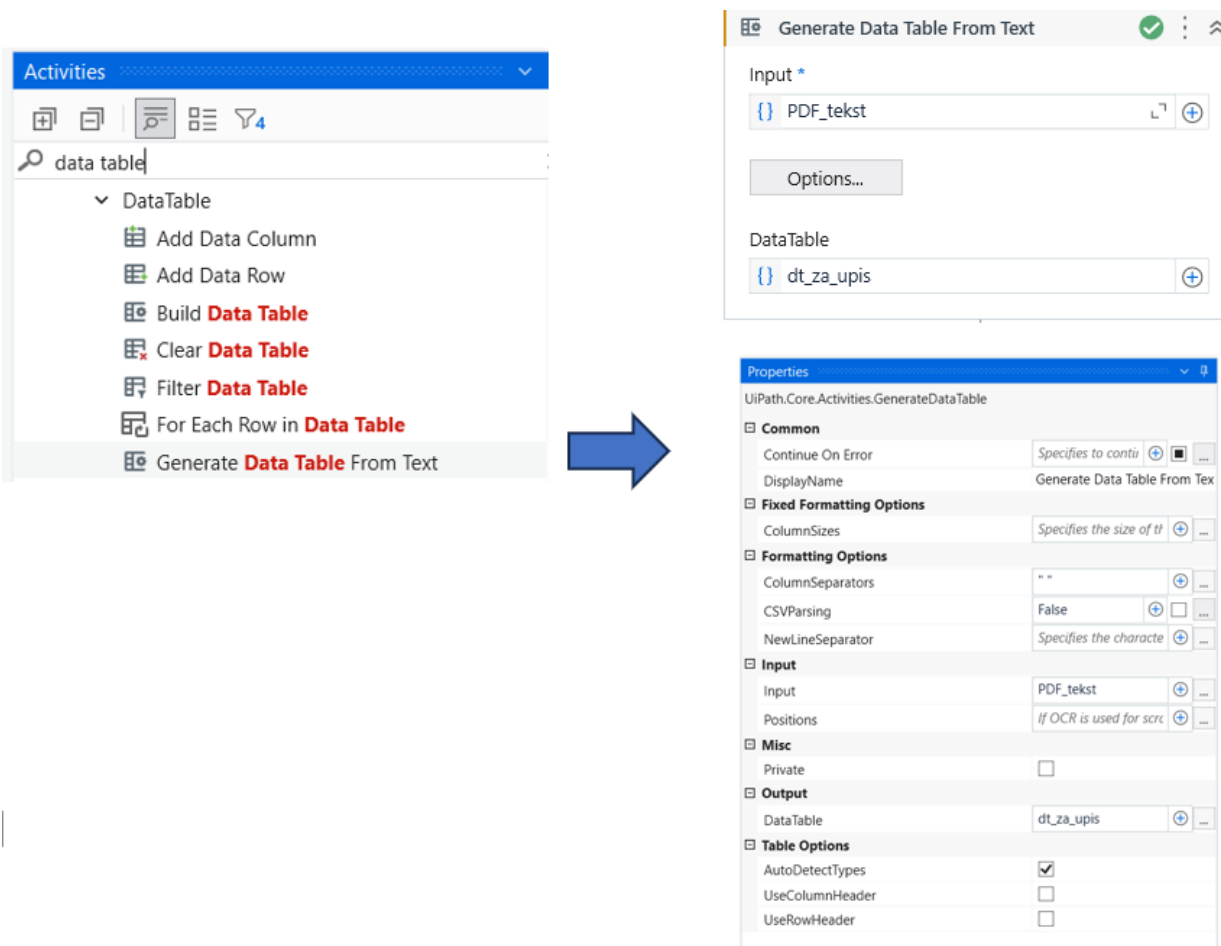 Activities
4
data table
DataTable
Add Data Column
Add Data Row
Build Data Table
Clear Data Table
Filter Data Table
For Each Row in Data Table
Generate Data Table From Text
Generate Data Table From Text
Input *
{} PDF_tekst
Options...
DataTable
{} dt_za_upis
Properties
UiPath.Core.Activities.GenerateDataTable
Common
Continue On Error Specifies to contin ...
DisplayName Generate Data Table From Tex
Fixed Formatting Options
ColumnSizes Specifies the size of th ...
Formatting Options
ColumnSeparators " " ...
CSVParsing False ...
NewLineSeparator Specifies the characte ...
Input
Input PDF_tekst ...
Positions If OCR is used for scrc ...
Misc
Private
Output
DataTable dt_za_upis ...
Table Options
AutoDetectTypes
UseColumnHeader
UseRowHeader